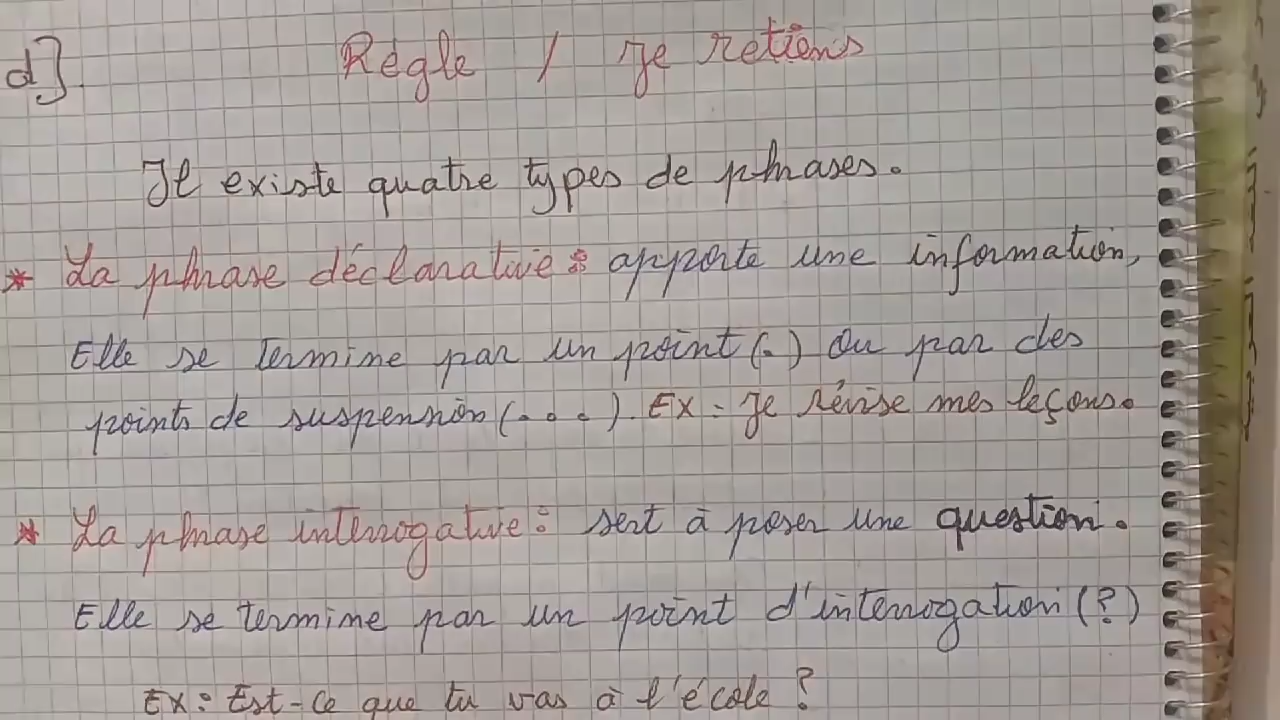 d]. Règle / Je retiens
Il existe quatre types de phrases.
* La phrase déclarative : apporte une information,
Elle se termine par un point (.) ou par des
points de suspension (...). Ex : Je révise mes leçons.
* La phrase interrogative : sert à poser une question.
Elle se termine par un point d'interrogation (?)
Ex : Est-ce que tu vas à l'école ?